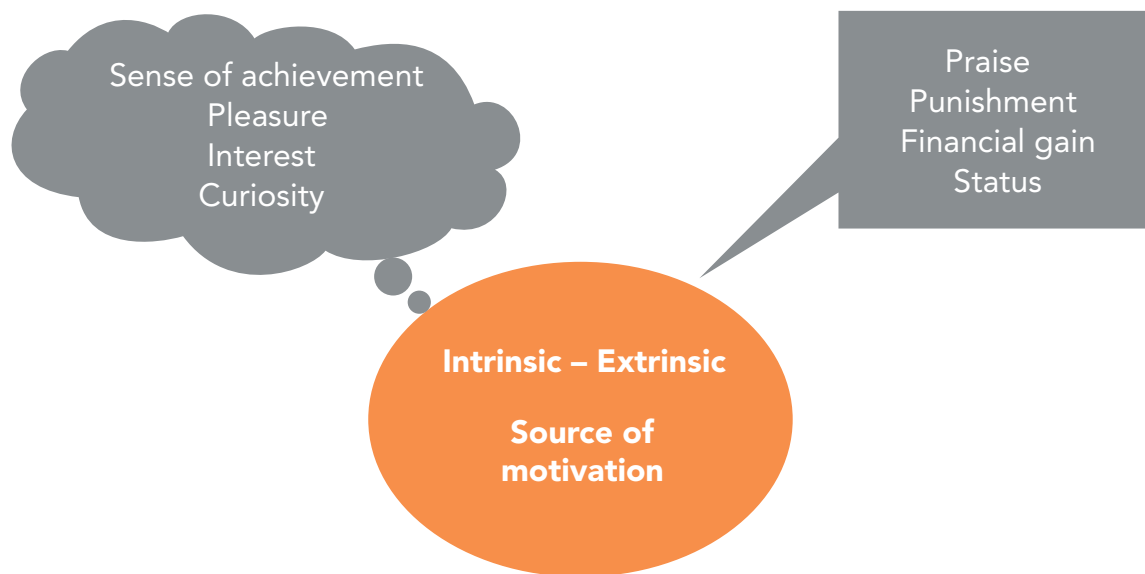 Sense of achievement
Pleasure
Interest
Curiosity
Praise
Punishment
Financial gain
Status
Intrinsic – Extrinsic
Source of
motivation